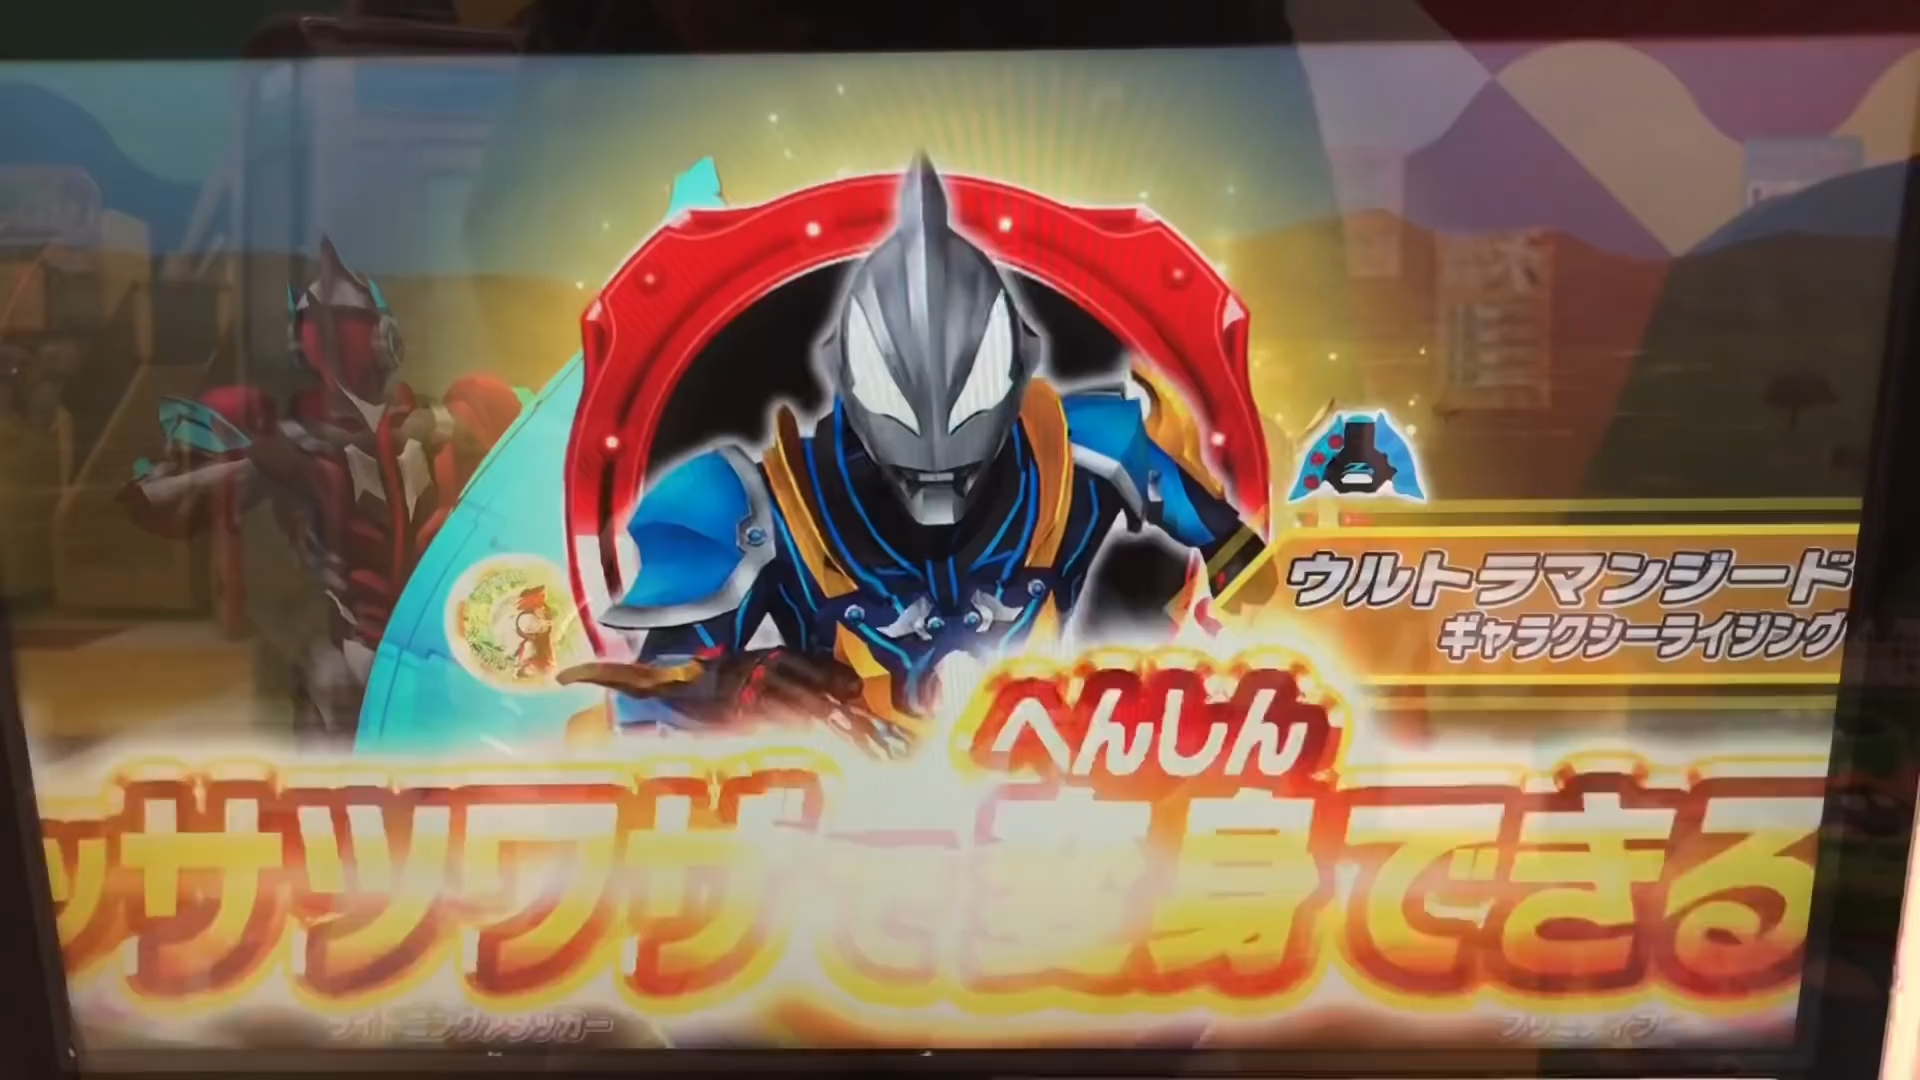 ウルトラマンジード
ギャラクシーライジング
へんしん
ッサツワザで変身できる